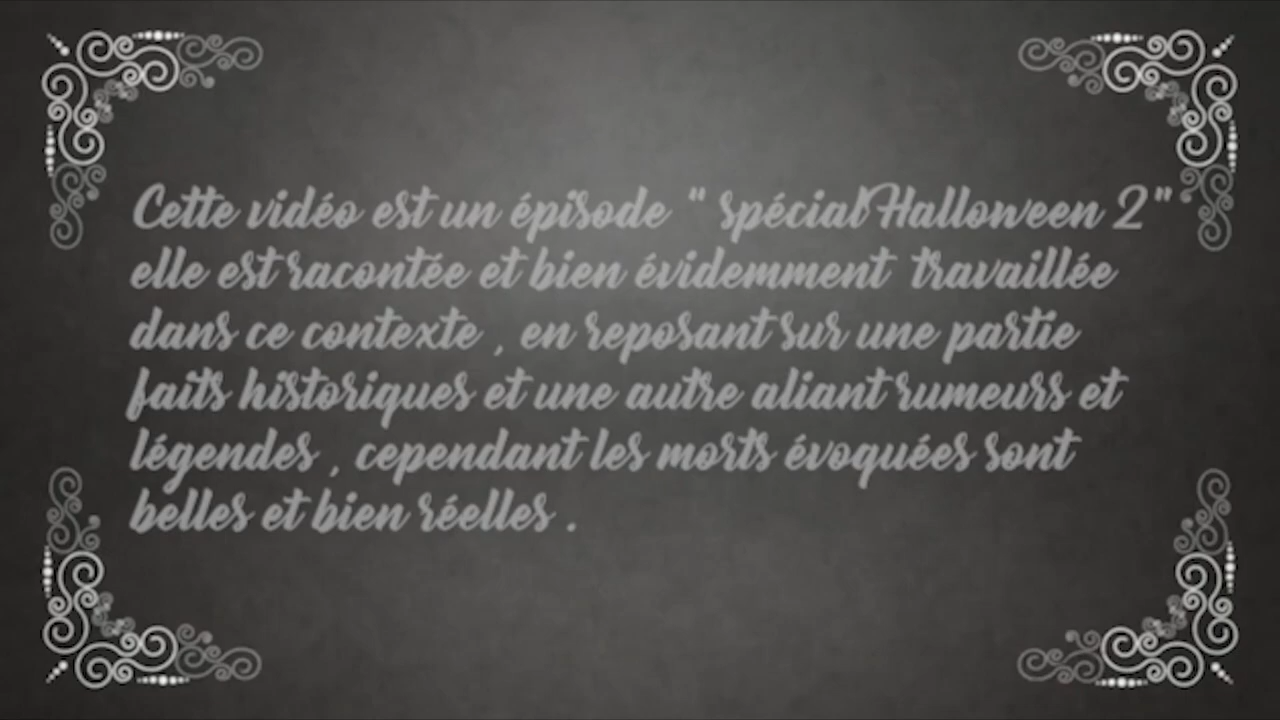 Cette vidéo est un épisode " spécial Halloween 2"
elle est racontée et bien évidemment travaillée
dans ce contexte , en reposant sur une partie
faits historiques et une autre aliant rumeurs et
légendes , cependant les morts évoquées sont
belles et bien réelles .